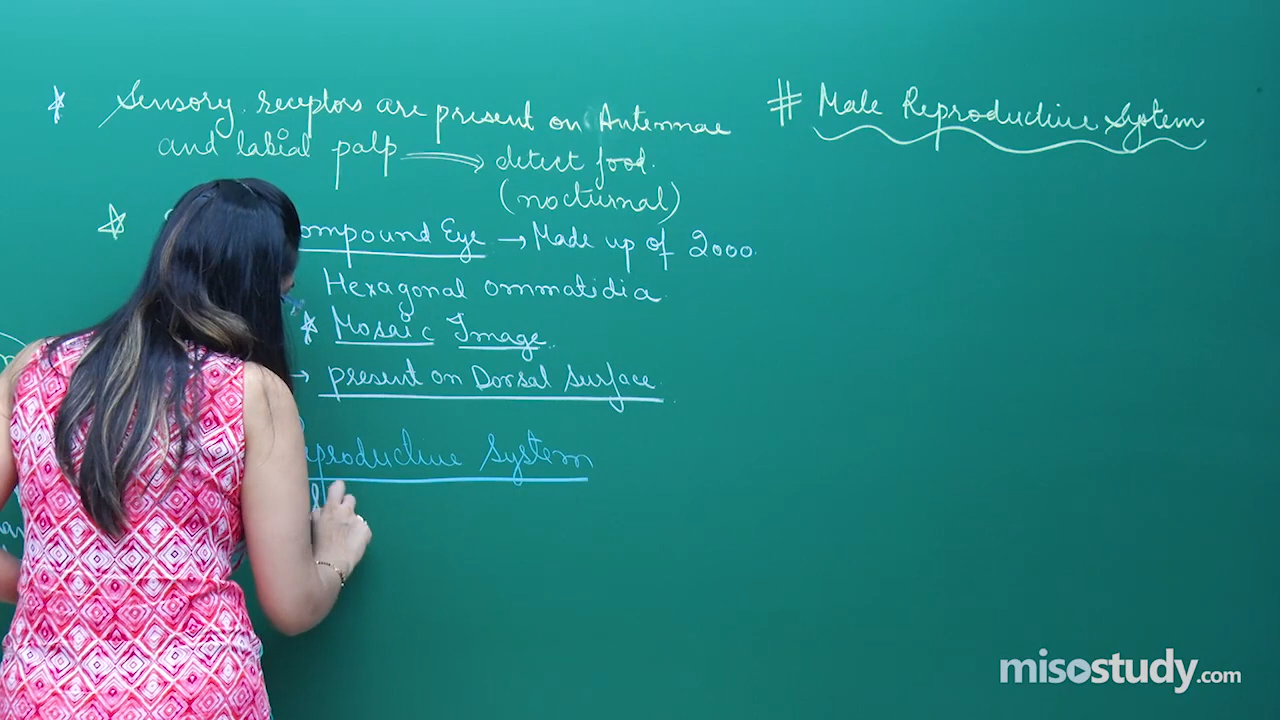 Sensory receptors are present on Antennae
and labial palp → detect food.
(nocturnal)
Compound Eye → Made up of 2000
Hexagonal ommatidia.
* Mosaic Image
→ present on Dorsal surface.
Reproductive System
# Male Reproductive System
misostudy.com